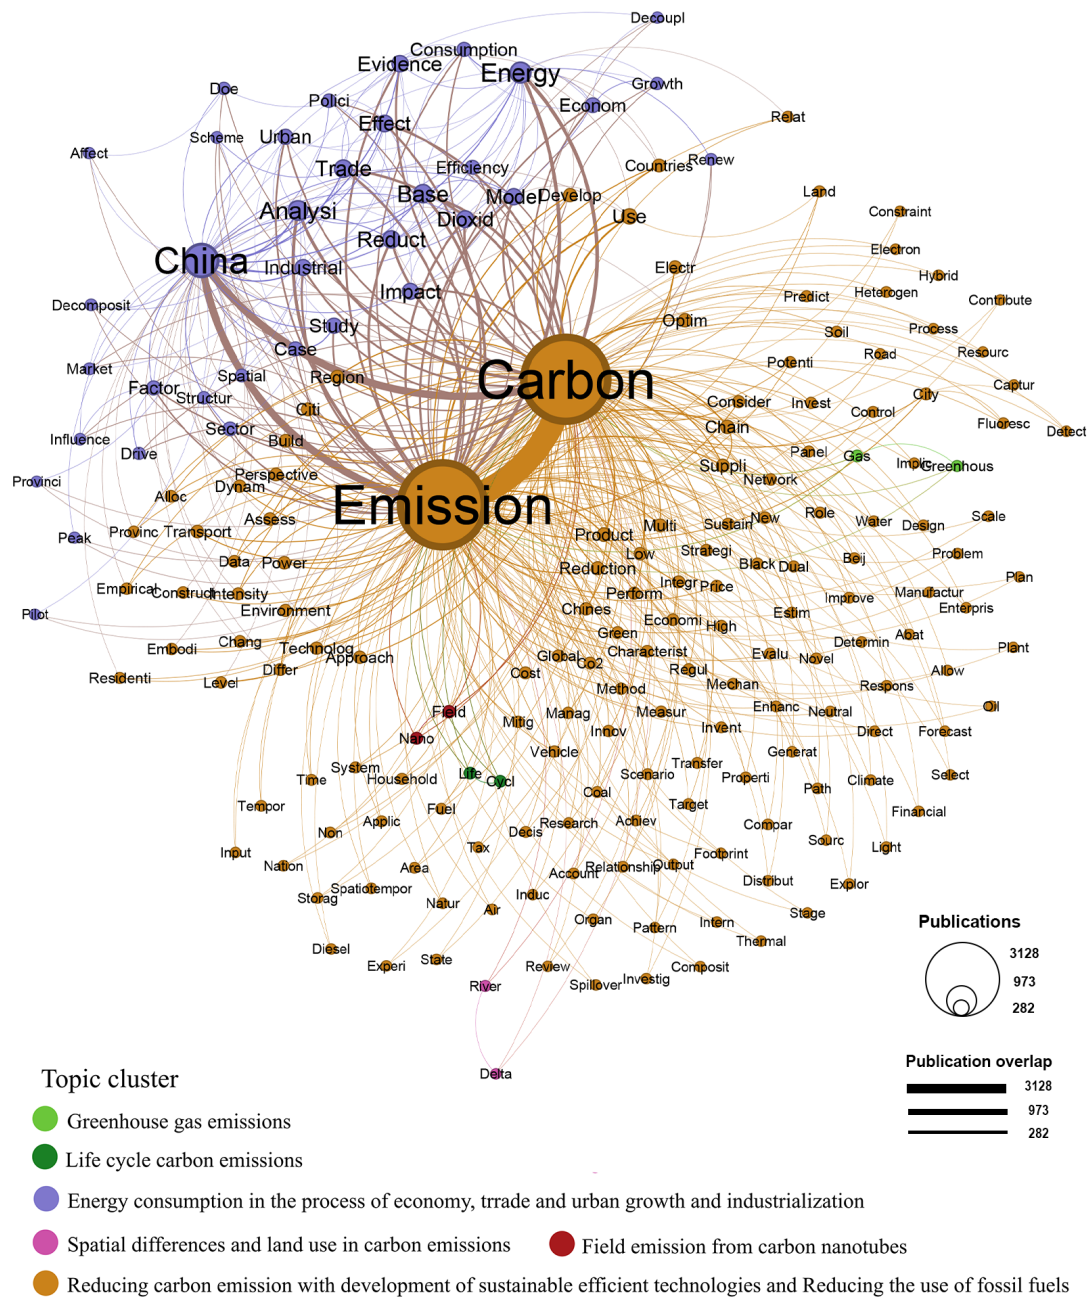 Decoupl
Consumption
Evidence
Energy
Doe
Polici
Growth
Econom
Relat
Effect
Scheme
Urban
Affect
Trade
Efficiency
Countries
Renew
Base
Model
Develop
Land
Analysi
Dioxid
Use
Constraint
Reduct
China
Industrial
Electr
Electron
Hybrid
Impact
Predict
Heterogen
Contribute
Decomposit
Study
Optim
Soil
Process
Case
Road
Resourc
Market
Spatial
Region
Carbon
Potenti
Captur
Factor
Structur
Citi
Consider
Invest
Control
City
Sector
Build
Chain
Fluoresc
Detect
Influence
Drive
Panel
Gas
Implic
Greenhous
Suppli
Network
Provinci
Perspective
Dynam
Alloc
Emission
Assess
Product
Multi
Sustain
New
Role
Water
Design
Scale
Peak
Provinc
Transport
Data
Power
Low
Strategi
Black
Dual
Beij
Problem
Reduction
Integr
Price
Plan
Empirical
Construct
Intensity
Perform
Improve
Manufactur
Enterpris
Pilot
Environment
Chines
Economi
High
Estim
Green
Abat
Determin
Embodi
Chang
Technolog
Approach
Global
Co2
Characterist
Evalu
Novel
Plant
Residenti
Level
Differ
Cost
Regul
Mechan
Respons
Allow
Method
Field
Mitig
Manag
Measur
Enhanc
Neutral
Oil
Nano
Innov
Invent
Direct
Forecast
Vehicle
Generat
Time
System
Household
Life
Cycl
Scenario
Transfer
Properti
Path
Climate
Select
Coal
Tempor
Fuel
Target
Financial
Non
Applic
Decis
Research
Achiev
Compar
Sourc
Light
Input
Nation
Tax
Footprint
Area
Account
Relationship
Output
Distribut
Explor
Storag
Spatiotempor
Natur
Air
Induc
Organ
Pattern
Intern
Stage
Thermal
Diesel
Experi
State
River
Review
Spillover
Investig
Composit
Delta
Publications
3128
973
282
Publication overlap
3128
973
282
Topic cluster
Greenhouse gas emissions
Life cycle carbon emissions
Energy consumption in the process of economy, trrade and urban growth and industrialization
Spatial differences and land use in carbon emissions
Field emission from carbon nanotubes
Reducing carbon emission with development of sustainable efficient technologies and Reducing the use of fossil fuels